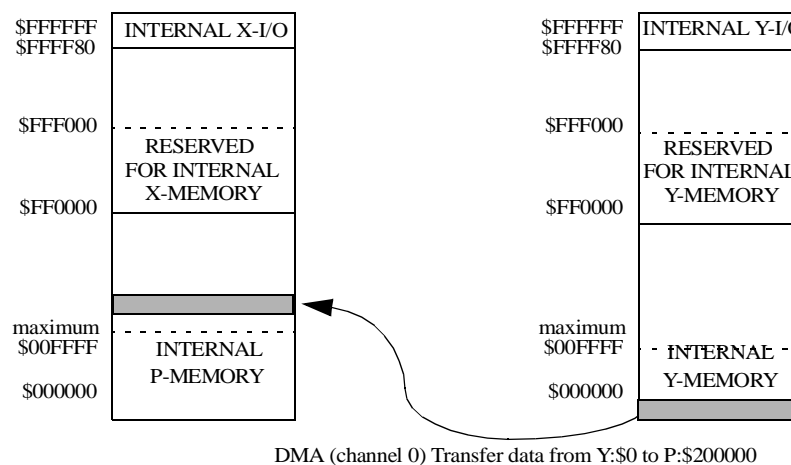 $FFFFFF
INTERNAL X-I/O
$FFFF80
$FFF000
RESERVED
FOR INTERNAL
X-MEMORY
$FF0000
maximum
$00FFFF
INTERNAL
P-MEMORY
$000000
$FFFFFF
INTERNAL Y-I/O
$FFFF80
$FFF000
RESERVED
FOR INTERNAL
Y-MEMORY
$FF0000
maximum
$00FFFF
INTERNAL
Y-MEMORY
$000000
DMA (channel 0) Transfer data from Y:$0 to P:$200000